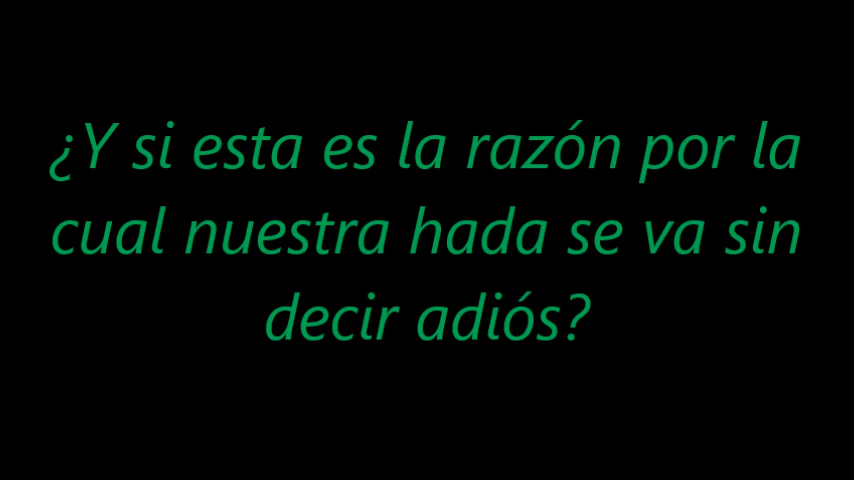 ¿Y si esta es la razón por la
cual nuestra hada se va sin
decir adiós?